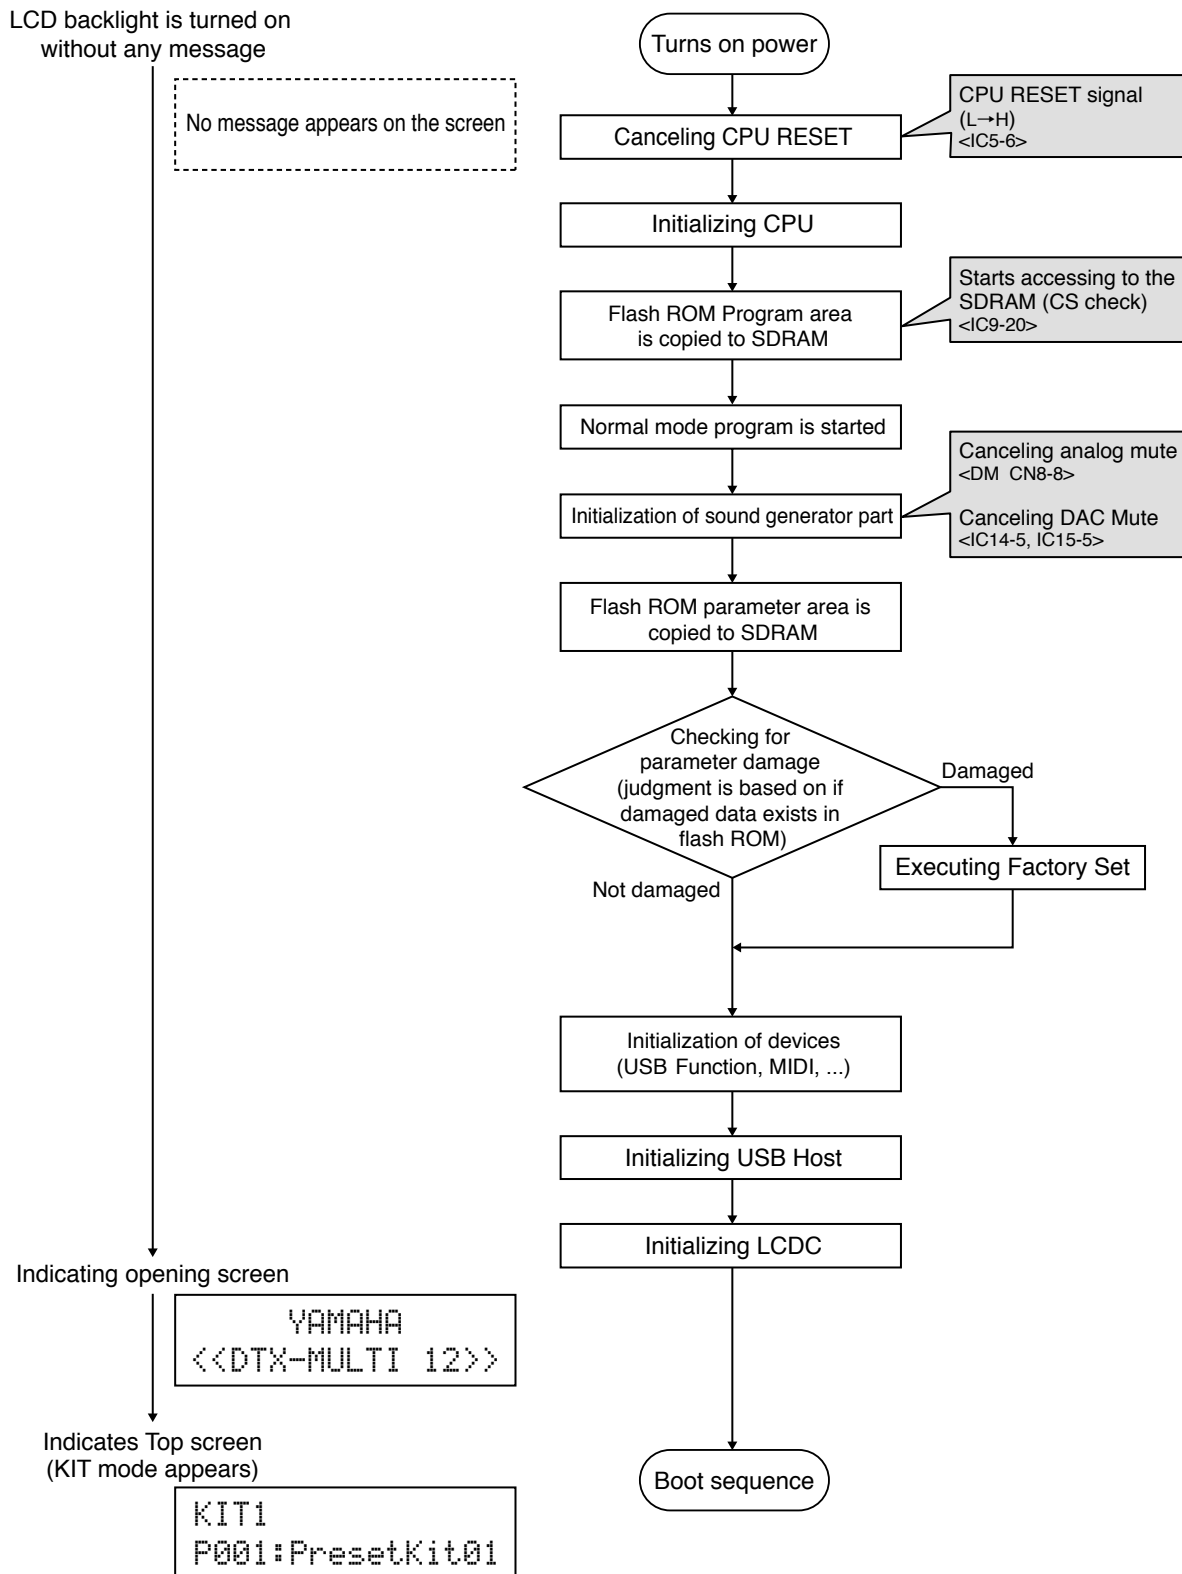 LCD backlight is turned on
without any message
No message appears on the screen
Turns on power
CPU RESET signal
(L→H)
<IC5-6>
Canceling CPU RESET
Initializing CPU
Starts accessing to the
SDRAM (CS check)
<IC9-20>
Flash ROM Program area
is copied to SDRAM
Normal mode program is started
Canceling analog mute
<DM CN8-8>
Canceling DAC Mute
<IC14-5, IC15-5>
Initialization of sound generator part
Flash ROM parameter area is
copied to SDRAM
Checking for
parameter damage
(judgment is based on if
damaged data exists in
flash ROM)
Damaged
Executing Factory Set
Not damaged
Initialization of devices
(USB Function, MIDI, ...)
Initializing USB Host
Initializing LCDC
Indicating opening screen
YAMAHA
<<DTX-MULTI 12>>
Indicates Top screen
(KIT mode appears)
Boot sequence
KIT1
P001:PresetKit01